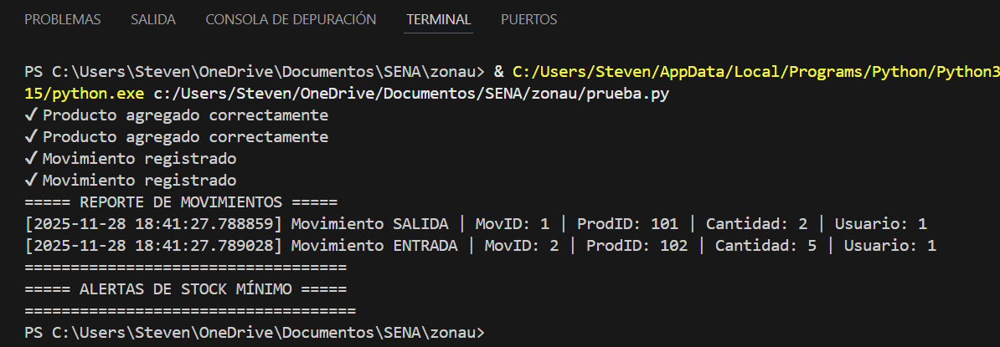 PROBLEMAS SALIDA CONSOLA DE DEPURACIÓN TERMINAL PUERTOS
PS C:\Users\Steven\OneDrive\Documentos\SENA\zonau> & C:/Users/Steven/AppData/Local/Programs/Python/Python3
15/python.exe c:/Users/Steven/OneDrive/Documentos/SENA/zonau/prueba.py
✓ Producto agregado correctamente
✓ Producto agregado correctamente
✓ Movimiento registrado
✓ Movimiento registrado
===== REPORTE DE MOVIMIENTOS =====
[2025-11-28 18:41:27.788859] Movimiento SALIDA | MovID: 1 | ProdID: 101 | Cantidad: 2 | Usuario: 1
[2025-11-28 18:41:27.789028] Movimiento ENTRADA | MovID: 2 | ProdID: 102 | Cantidad: 5 | Usuario: 1
===================================
===== ALERTAS DE STOCK MÍNIMO =====
====================================
PS C:\Users\Steven\OneDrive\Documentos\SENA\zonau>